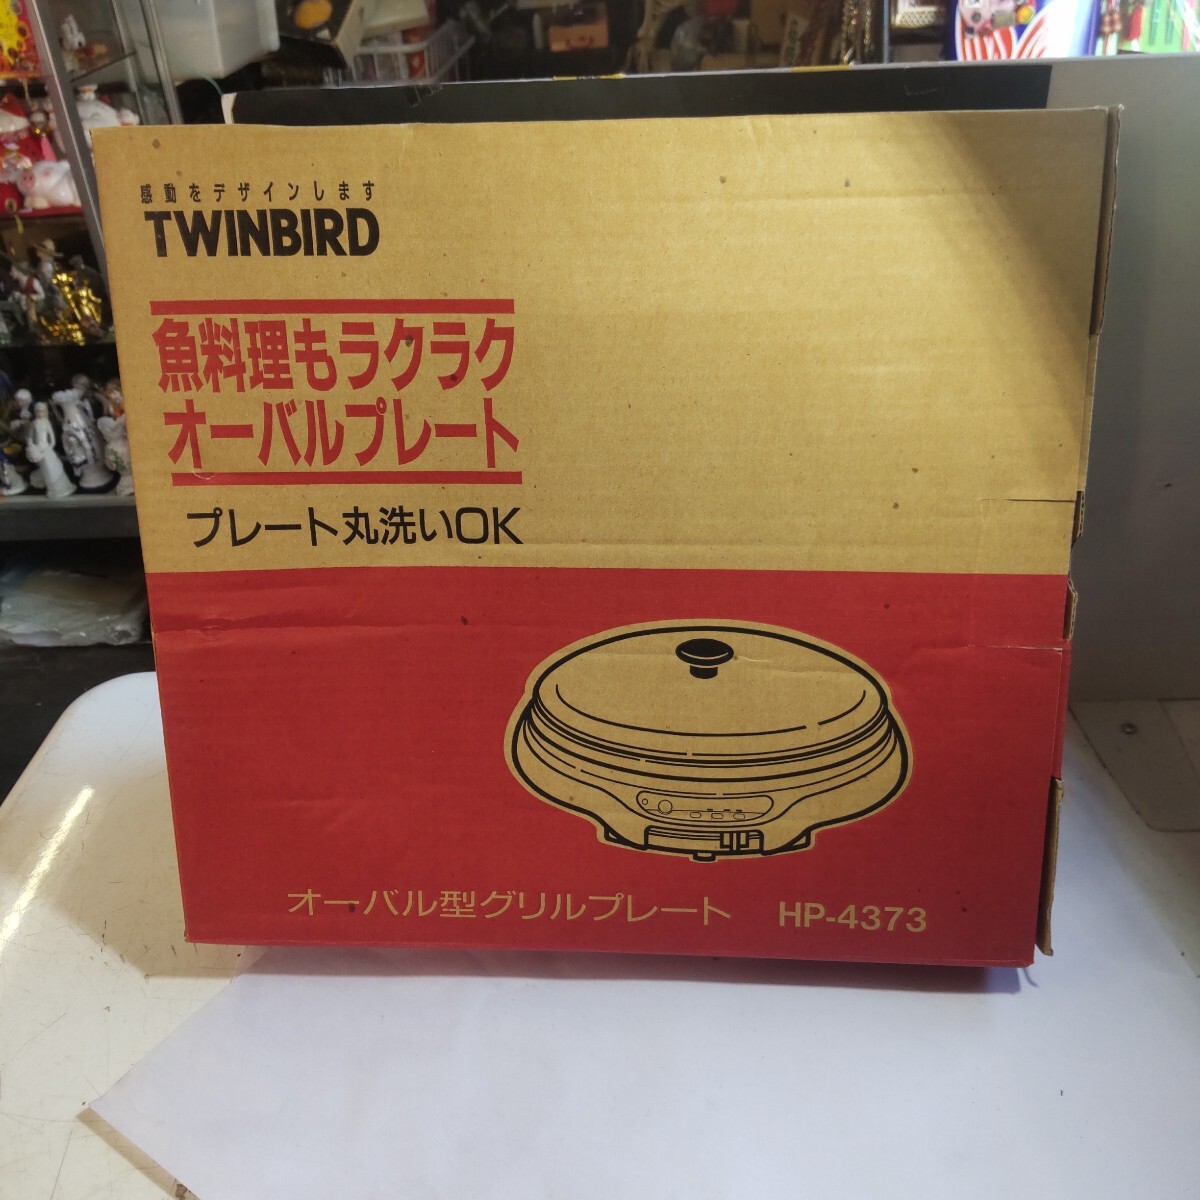 感動をデザインします
TWINBIRD
魚料理もラクラク
オーバルプレート
プレート丸洗いOK
オーバル型グリルプレート HP-4373